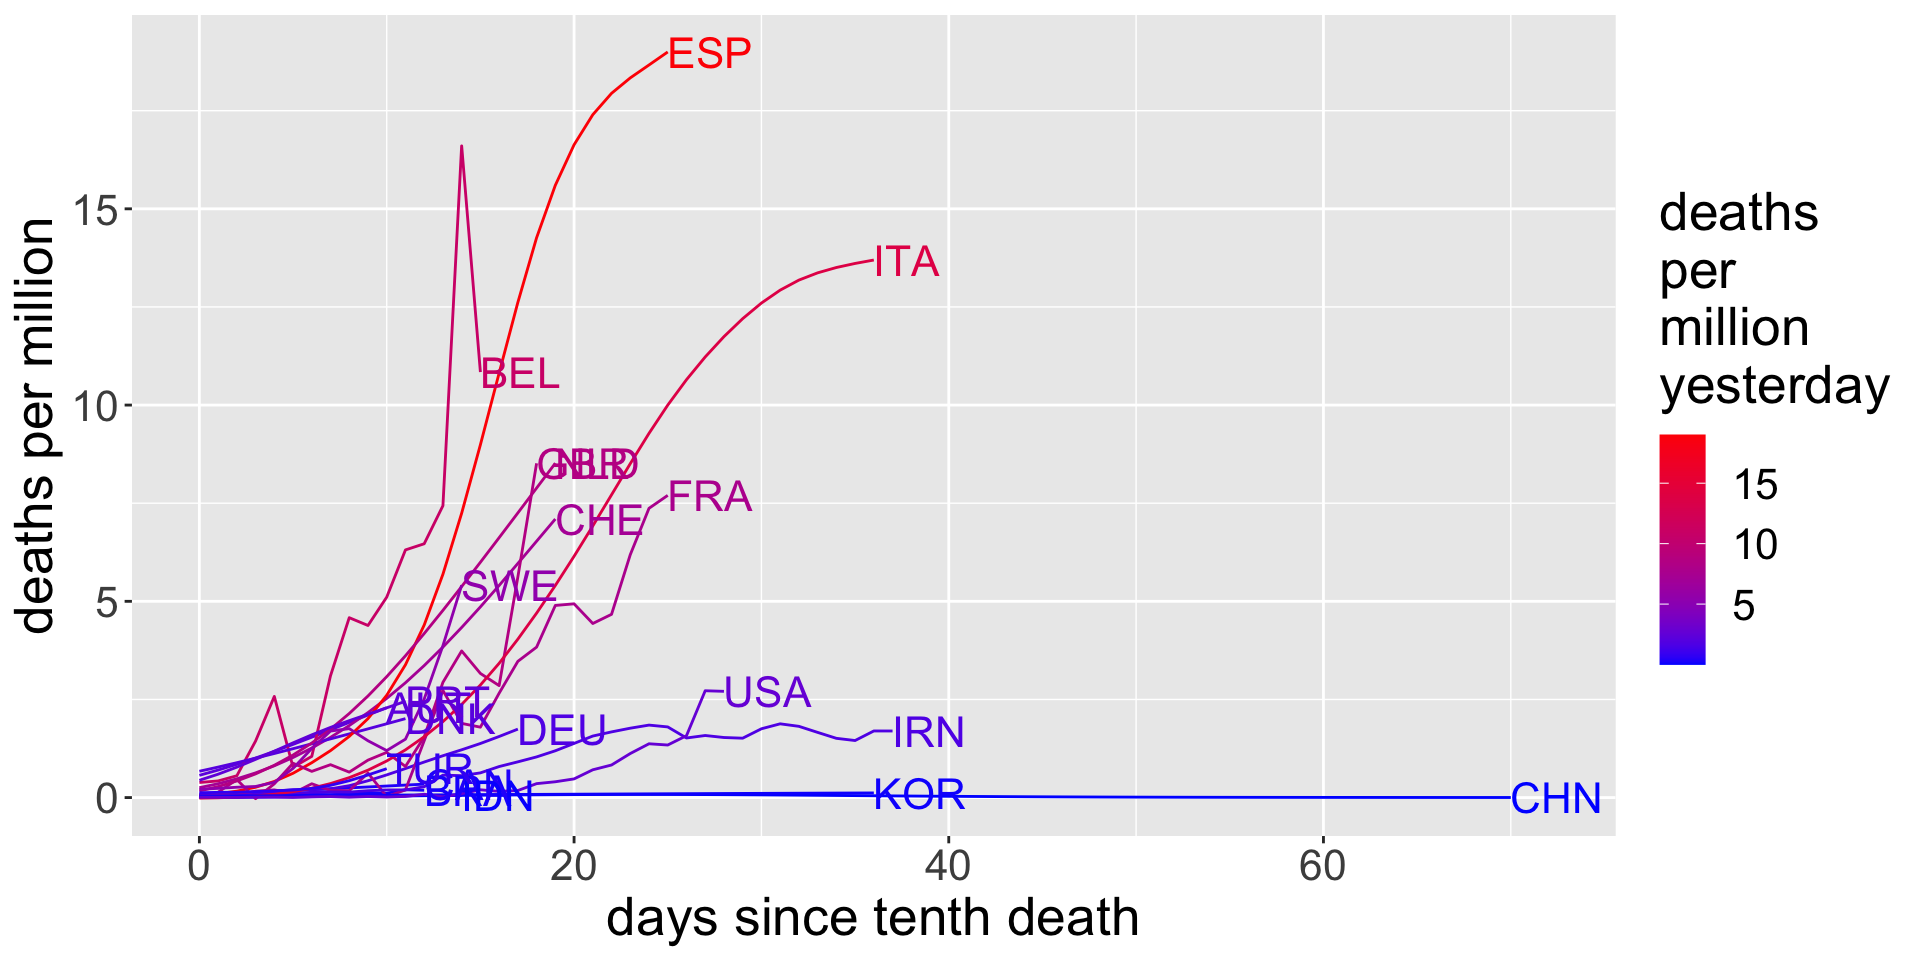 ESP
ITA
BEL
GBR
NLD
FRA
CHE
SWE
USA
PRT
AUT
DNK
DEU
IRN
TUR
CAN
BRA
IDN
KOR
CHN
15
10
5
0
0
20
40
60
days since tenth death
deaths per million
deaths
per
million
yesterday
15
10
5